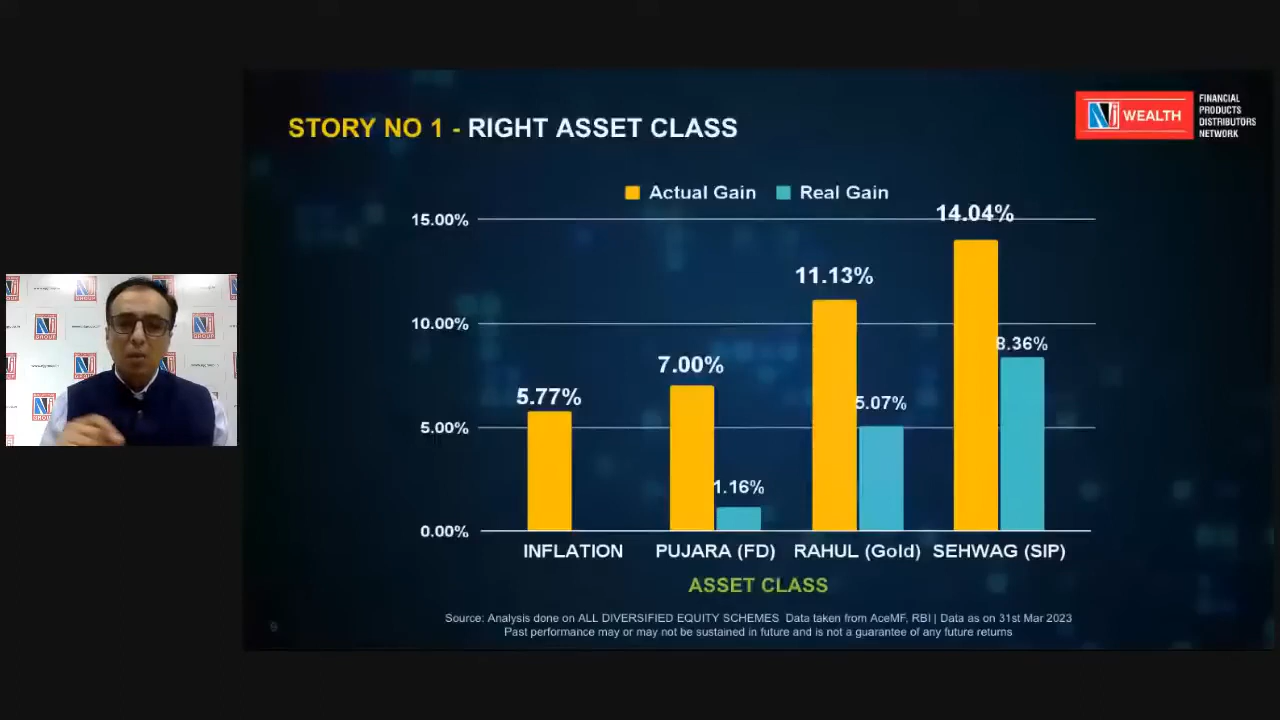 STORY NO 1 - RIGHT ASSET CLASS
NJ WEALTH
FINANCIAL
PRODUCTS
DISTRIBUTORS
NETWORK
Actual Gain Real Gain
15.00%
10.00%
5.00%
0.00%
5.77%
7.00%
1.16%
11.13%
5.07%
14.04%
8.36%
INFLATION PUJARA (FD) RAHUL (Gold) SEHWAG (SIP)
ASSET CLASS
Source: Analysis done on ALL DIVERSIFIED EQUITY SCHEMES Data taken from AceMF, RBI | Data as on 31st Mar 2023
Past performance may or may not be sustained in future and is not a guarantee of any future returns
9
NJ
GROUP